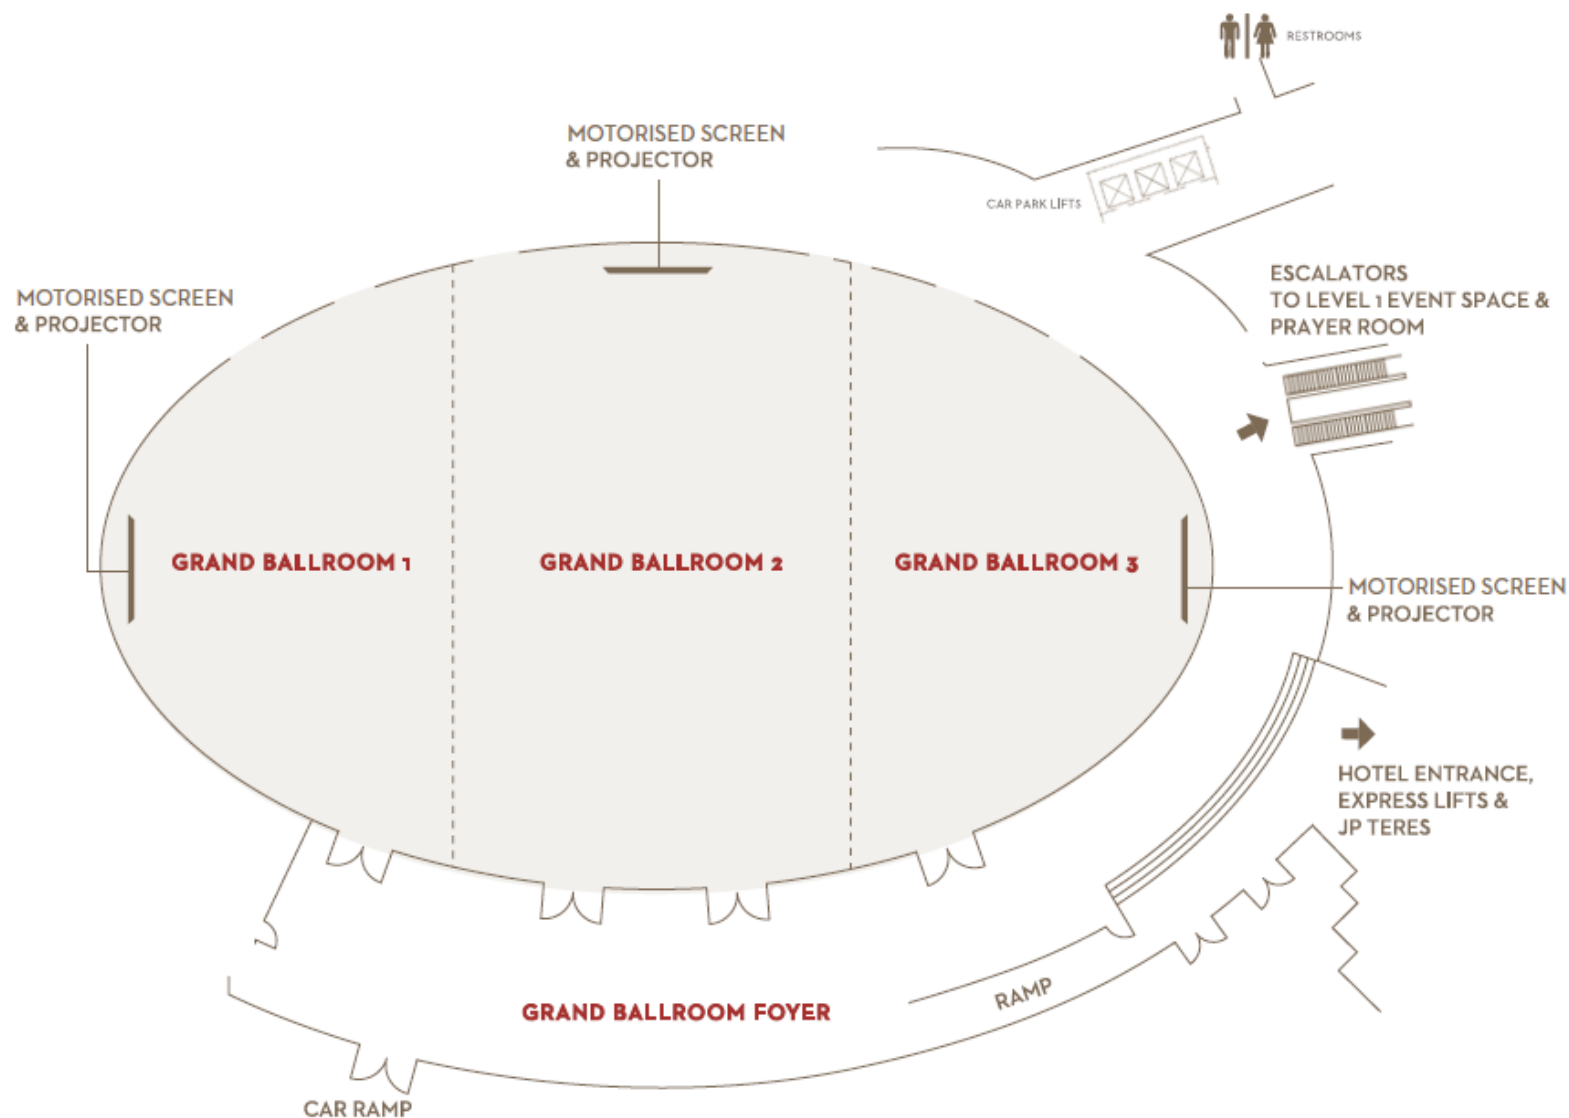 RESTROOMS
MOTORISED SCREEN
& PROJECTOR
CAR PARK LIFTS
ESCALATORS
TO LEVEL 1 EVENT SPACE &
PRAYER ROOM
MOTORISED SCREEN
& PROJECTOR
GRAND BALLROOM 1
GRAND BALLROOM 2
GRAND BALLROOM 3
MOTORISED SCREEN
& PROJECTOR
HOTEL ENTRANCE,
EXPRESS LIFTS &
JP TERES
RAMP
GRAND BALLROOM FOYER
CAR RAMP